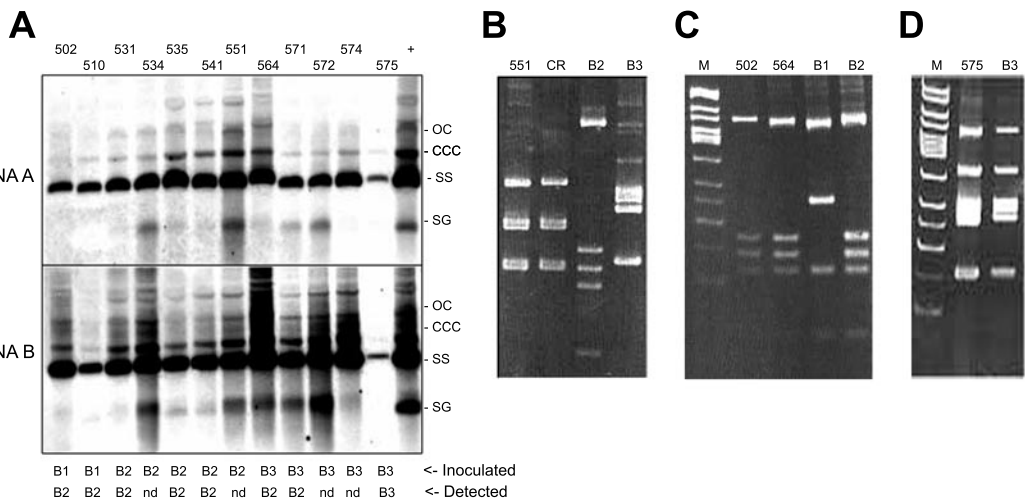 A
B
C
D
502 531 535 551 571 574 +
510 534 541 564 572 575
551 CR B2 B3
M 502 564 B1 B2
M 575 B3
- OC
- CCC
NA A
- SS
- SG
- OC
- CCC
NA B
- SS
- SG
B1 B1 B2 B2 B2 B2 B2 B3 B3 B3 B3 B3 <- Inoculated
B2 B2 B2 nd B2 B2 nd B2 B2 nd nd B3 <- Detected